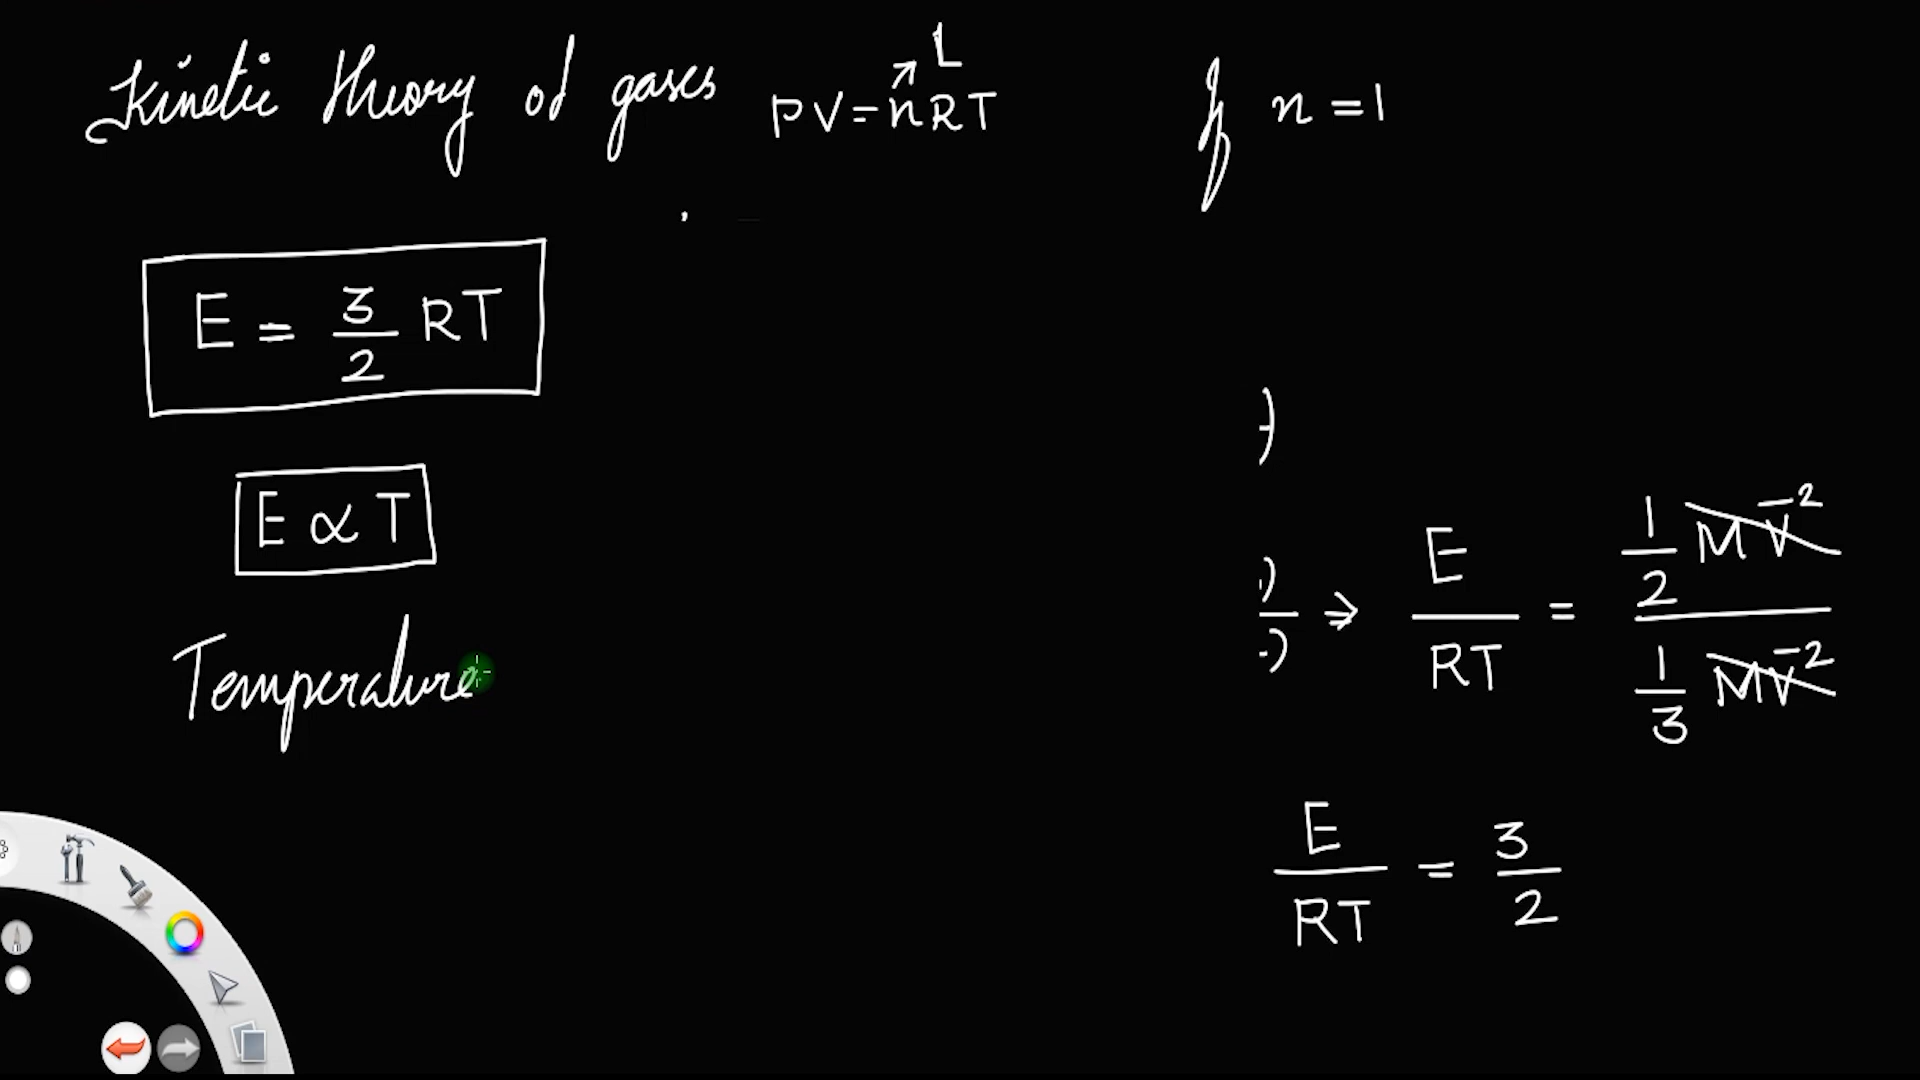 Kinetic theory of gases PV = nRT
1
If n = 1
E = 3/2 RT
E ∝ T
Temperature
⇒ E/RT = 1/2 MV̄² / 1/3 MV̄²
E/RT = 3/2